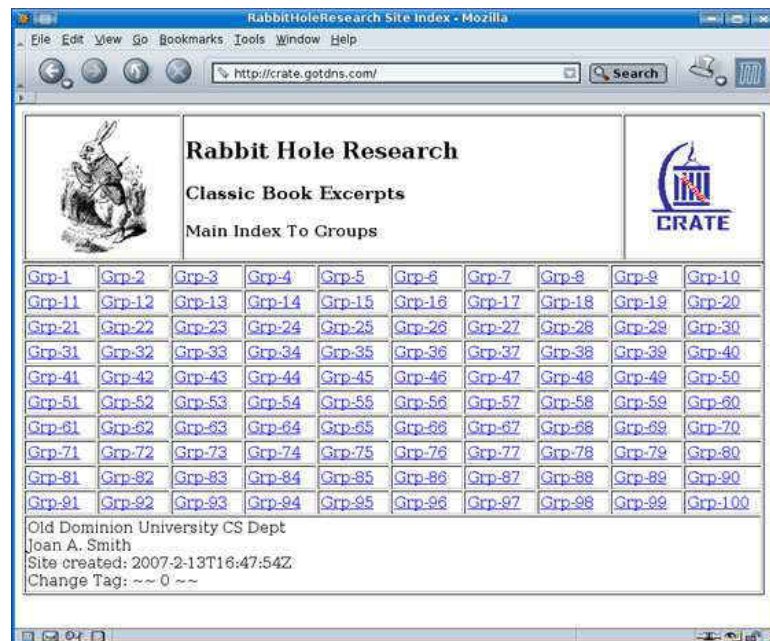 RabbitHoleResearch Site Index - Mozilla
File Edit View Go Bookmarks Tools Window Help
http://crate.gotdns.com/ Search
Rabbit Hole Research
Classic Book Excerpts
Main Index To Groups
CRATE
Grp-1 Grp-2 Grp-3 Grp-4 Grp-5 Grp-6 Grp-7 Grp-8 Grp-9 Grp-10
Grp-11 Grp-12 Grp-13 Grp-14 Grp-15 Grp-16 Grp-17 Grp-18 Grp-19 Grp-20
Grp-21 Grp-22 Grp-23 Grp-24 Grp-25 Grp-26 Grp-27 Grp-28 Grp-29 Grp-30
Grp-31 Grp-32 Grp-33 Grp-34 Grp-35 Grp-36 Grp-37 Grp-38 Grp-39 Grp-40
Grp-41 Grp-42 Grp-43 Grp-44 Grp-45 Grp-46 Grp-47 Grp-48 Grp-49 Grp-50
Grp-51 Grp-52 Grp-53 Grp-54 Grp-55 Grp-56 Grp-57 Grp-58 Grp-59 Grp-60
Grp-61 Grp-62 Grp-63 Grp-64 Grp-65 Grp-66 Grp-67 Grp-68 Grp-69 Grp-70
Grp-71 Grp-72 Grp-73 Grp-74 Grp-75 Grp-76 Grp-77 Grp-78 Grp-79 Grp-80
Grp-81 Grp-82 Grp-83 Grp-84 Grp-85 Grp-86 Grp-87 Grp-88 Grp-89 Grp-90
Grp-91 Grp-92 Grp-93 Grp-94 Grp-95 Grp-96 Grp-97 Grp-98 Grp-99 Grp-100
Old Dominion University CS Dept
Joan A. Smith
Site created: 2007-2-13T16:47:54Z
Change Tag: ~~ 0 ~~